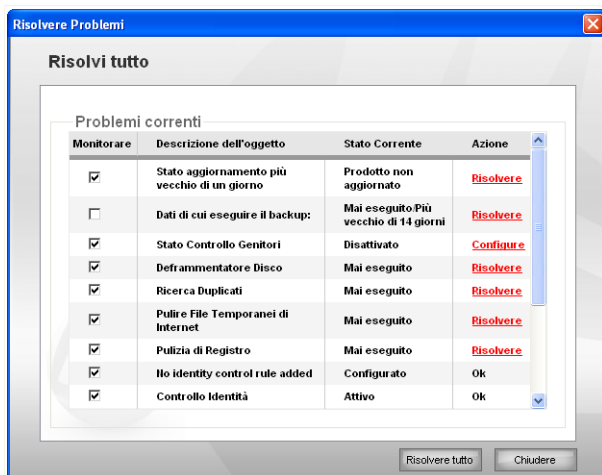 Risolvere Problemi
Risolvi tutto
Problemi correnti
Monitorare Descrizione dell'oggetto Stato Corrente Azione
Stato aggiornamento più vecchio di un giorno Prodotto non aggiornato Risolvere
Dati di cui eseguire il backup: Mai eseguito/Più vecchio di 14 giorni Risolvere
Stato Controllo Genitori Disattivato Configure
Deframmentatore Disco Mai eseguito Risolvere
Ricerca Duplicati Mai eseguito Risolvere
Pulire File Temporanei di Internet Mai eseguito Risolvere
Pulizia di Registro Mai eseguito Risolvere
No identity control rule added Configurato Ok
Controllo Identità Attivo Ok
Risolvere tutto Chiudere